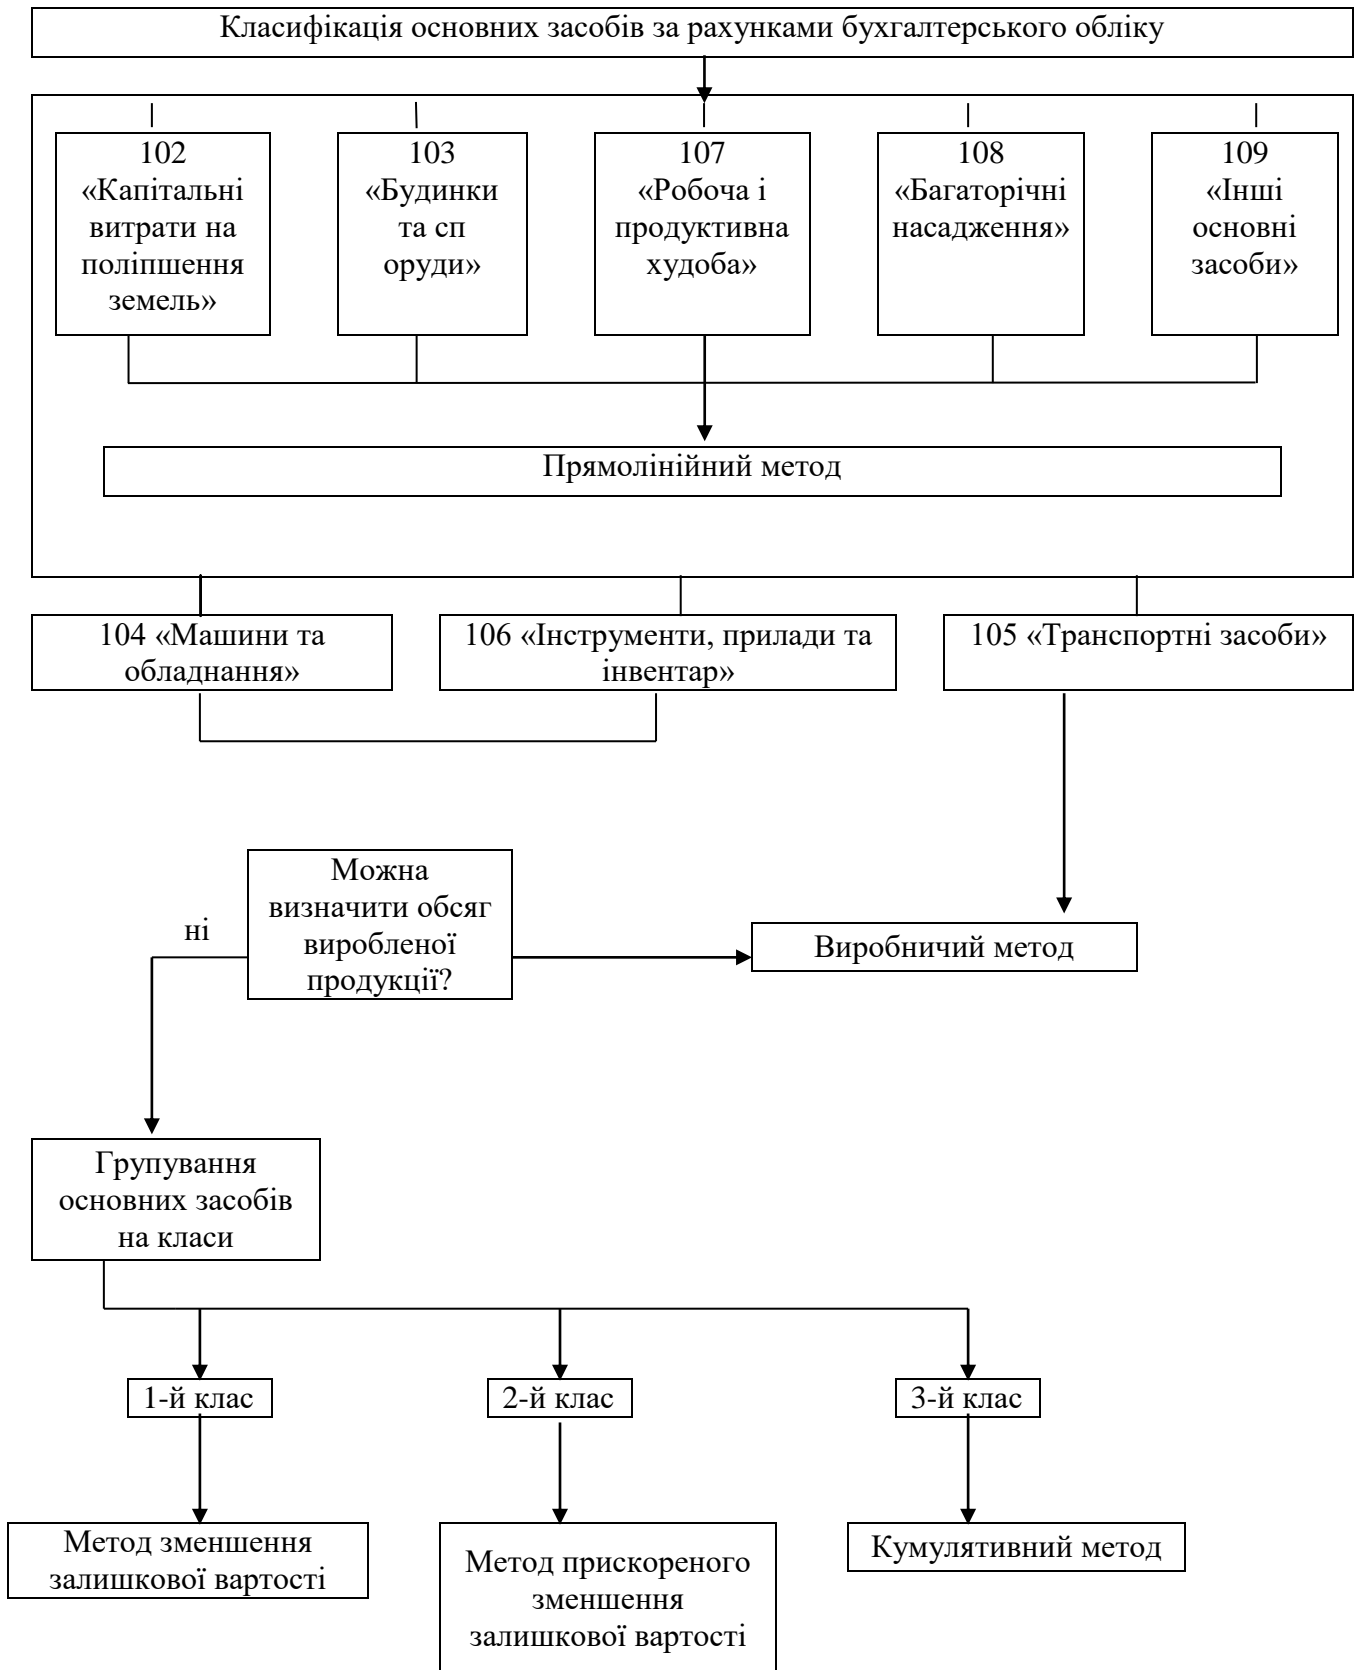 Класифікація основних засобів за рахунками бухгалтерського обліку
102
«Капітальні
витрати на
поліпшення
земель»
103
«Будинки
та сп
оруди»
107
«Робоча і
продуктивна
худоба»
108
«Багаторічні
насадження»
109
«Інші
основні
засоби»
Прямолінійний метод
104 «Машини та
обладнання»
106 «Інструменти, прилади та
інвентар»
105 «Транспортні засоби»
Можна
визначити обсяг
виробленої
продукції?
ні
Виробничий метод
Групування
основних засобів
на класи
1-й клас
2-й клас
3-й клас
Метод зменшення
залишкової вартості
Метод прискореного
зменшення
залишкової вартості
Кумулятивний метод